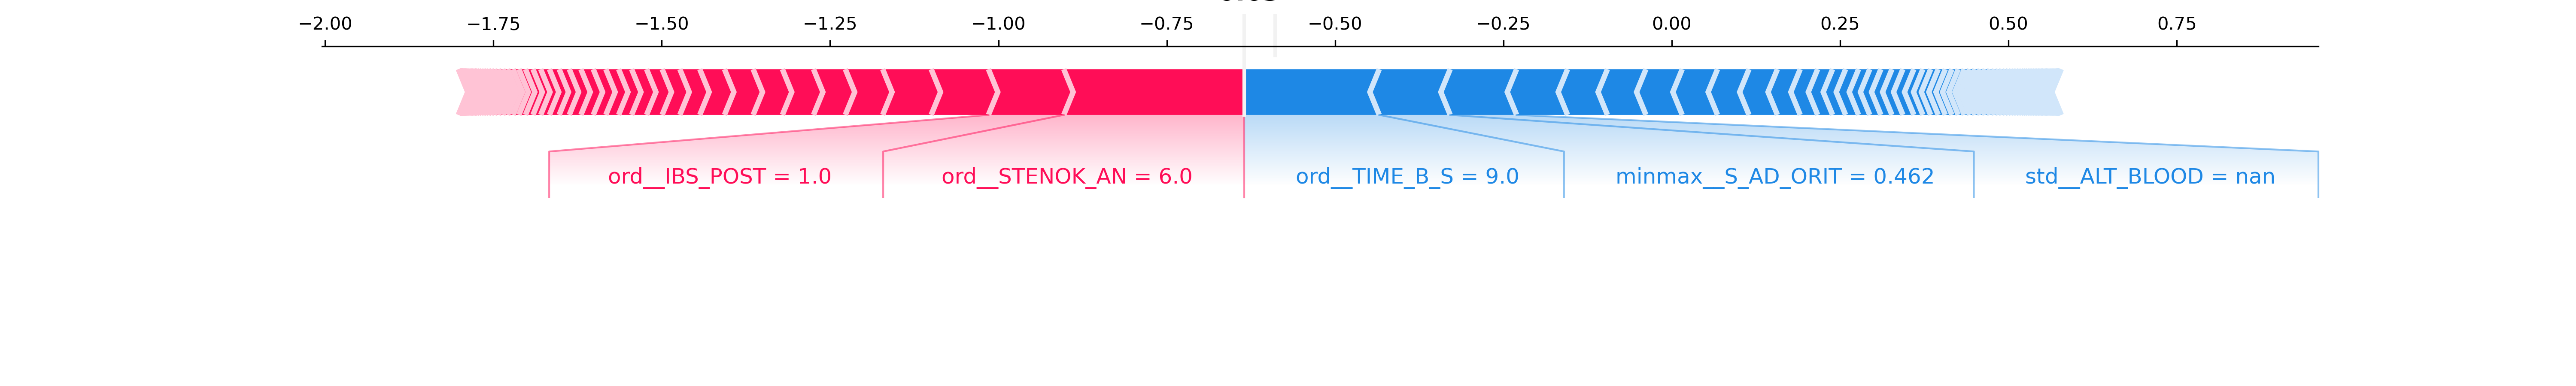 −2.00 −1.75 −1.50 −1.25 −1.00 −0.75 −0.50 −0.25 0.00 0.25 0.50 0.75
ord__IBS_POST = 1.0 ord__STENOK_AN = 6.0 ord__TIME_B_S = 9.0 minmax__S_AD_ORIT = 0.462 std__ALT_BLOOD = nan